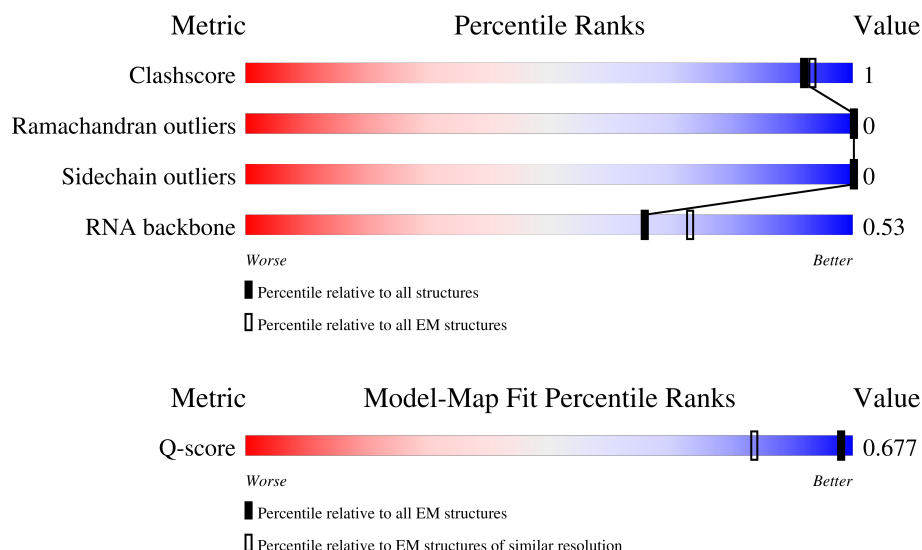 Metric Percentile Ranks Value
Clashscore 1
Ramachandran outliers 0
Sidechain outliers 0
RNA backbone 0.53
Worse Better
Percentile relative to all structures
Percentile relative to all EM structures
Metric Model-Map Fit Percentile Ranks Value
Q-score 0.677
Worse Better
Percentile relative to all EM structures
Percentile relative to EM structures of similar resolution